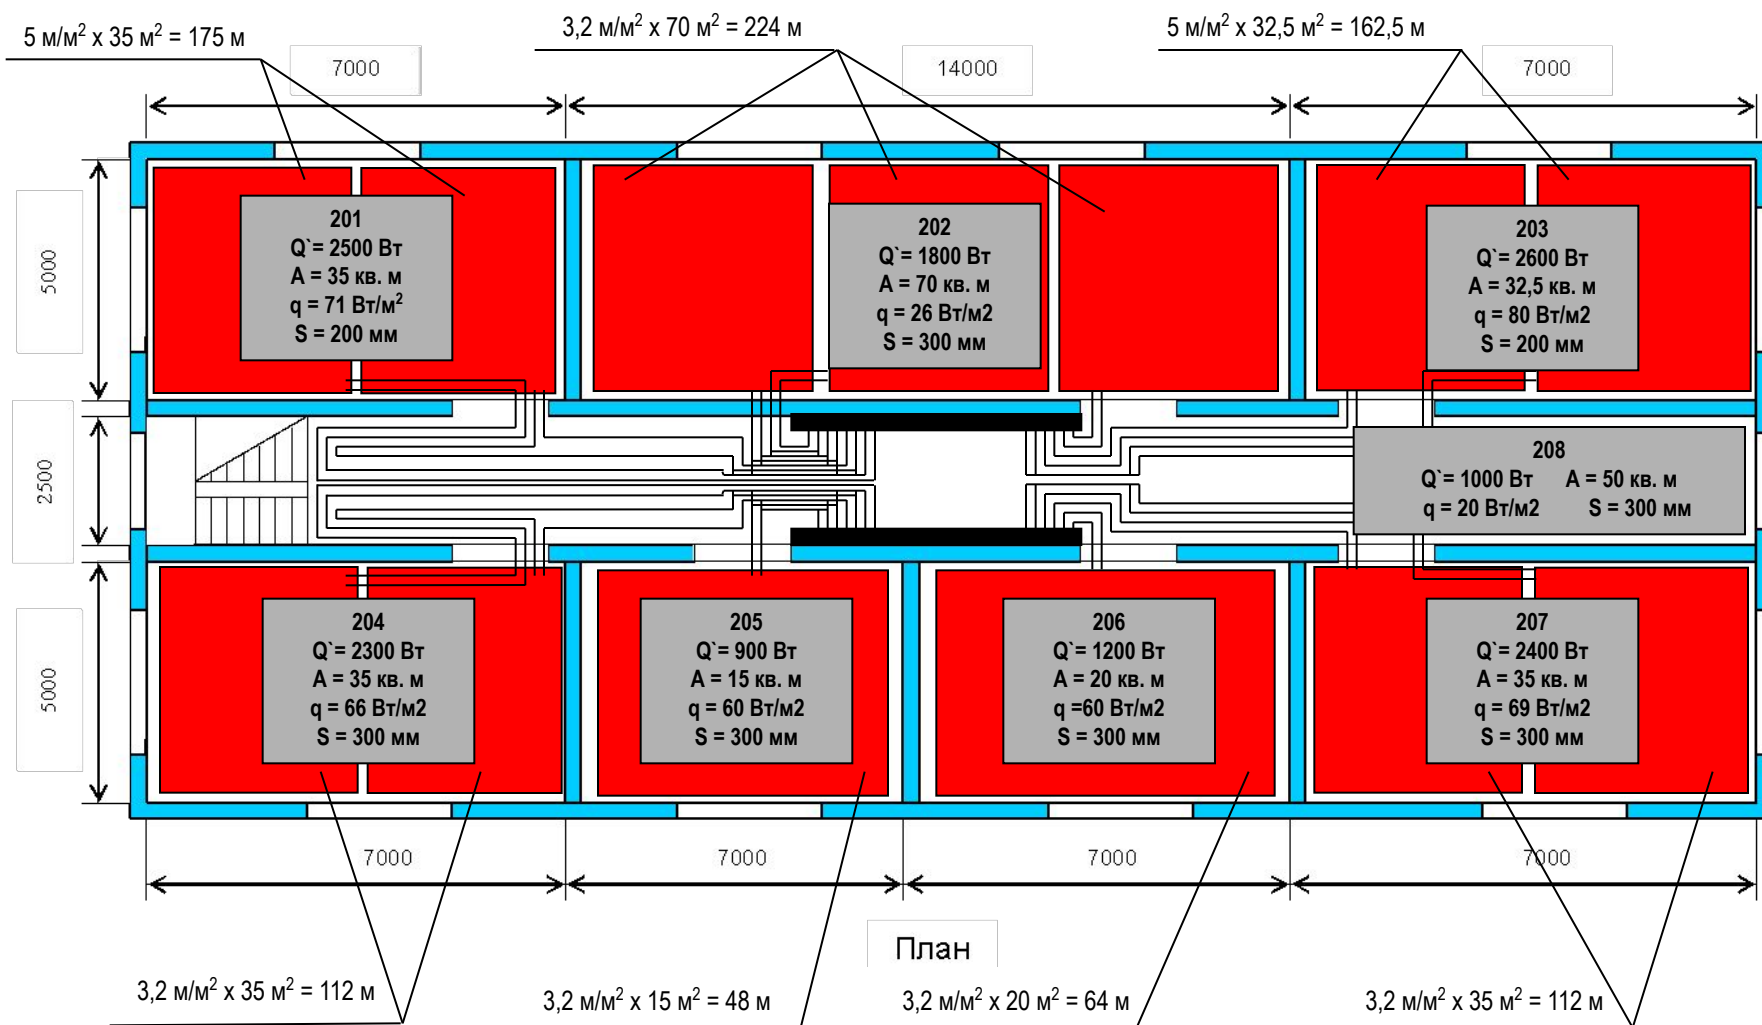 5 м/м² x 35 м² = 175 м
3,2 м/м² x 70 м² = 224 м
5 м/м² x 32,5 м² = 162,5 м
7000
14000
7000
5000
201
Q`= 2500 Вт
A = 35 кв. м
q = 71 Вт/м²
S = 200 мм
202
Q`= 1800 Вт
A = 70 кв. м
q = 26 Вт/м2
S = 300 мм
203
Q`= 2600 Вт
A = 32,5 кв. м
q = 80 Вт/м2
S = 200 мм
2500
208
Q`= 1000 Вт A = 50 кв. м
q = 20 Вт/м2 S = 300 мм
5000
204
Q`= 2300 Вт
A = 35 кв. м
q = 66 Вт/м2
S = 300 мм
205
Q`= 900 Вт
A = 15 кв. м
q = 60 Вт/м2
S = 300 мм
206
Q`= 1200 Вт
A = 20 кв. м
q =60 Вт/м2
S = 300 мм
207
Q`= 2400 Вт
A = 35 кв. м
q = 69 Вт/м2
S = 300 мм
7000
7000
7000
7000
План
3,2 м/м² x 35 м² = 112 м
3,2 м/м² x 15 м² = 48 м
3,2 м/м² x 20 м² = 64 м
3,2 м/м² x 35 м² = 112 м